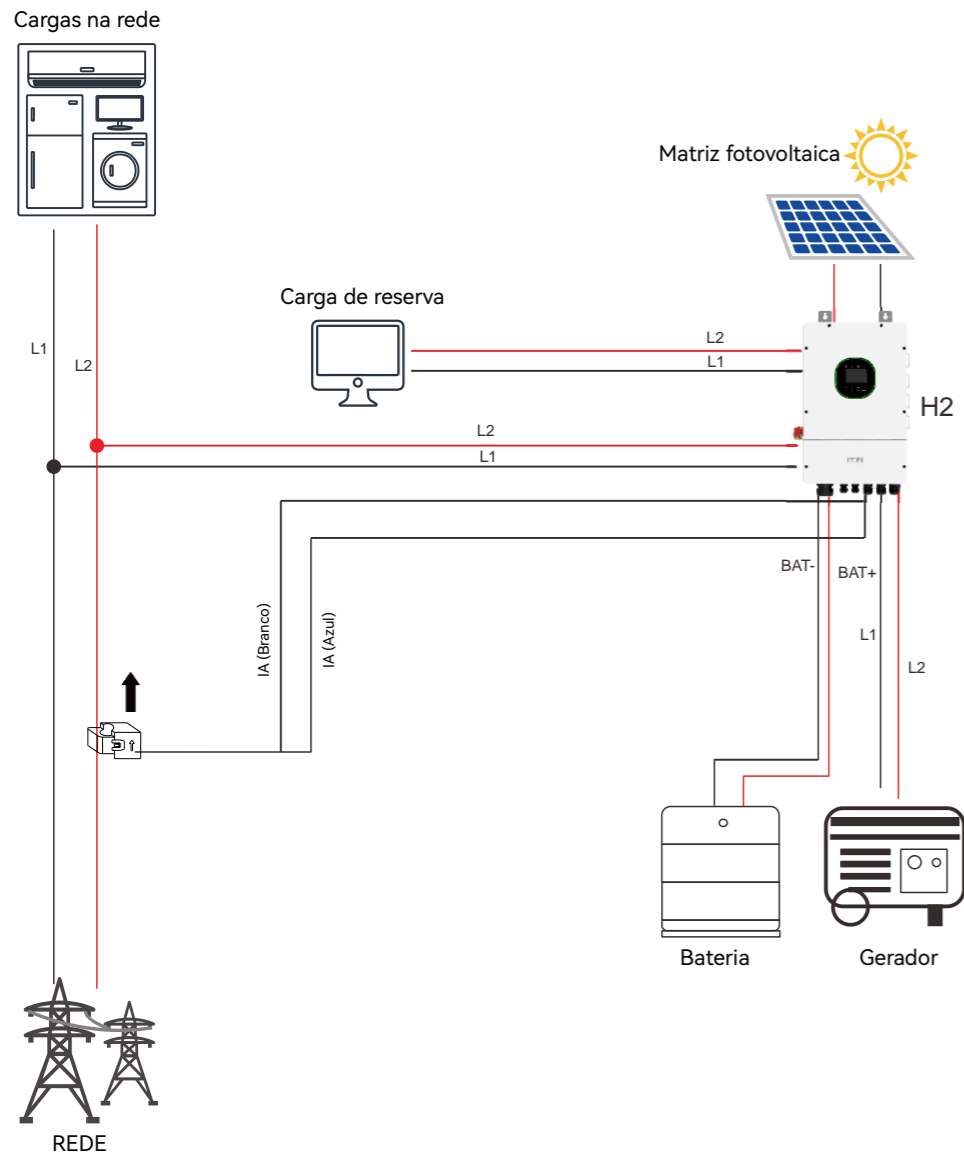 Cargas na rede
Matriz fotovoltaica
Carga de reserva
L2
L1
L1
L2
H2
L2
L1
BAT-
BAT+
IA (Branco)
IA (Azul)
L1
L2
Bateria
Gerador
REDE